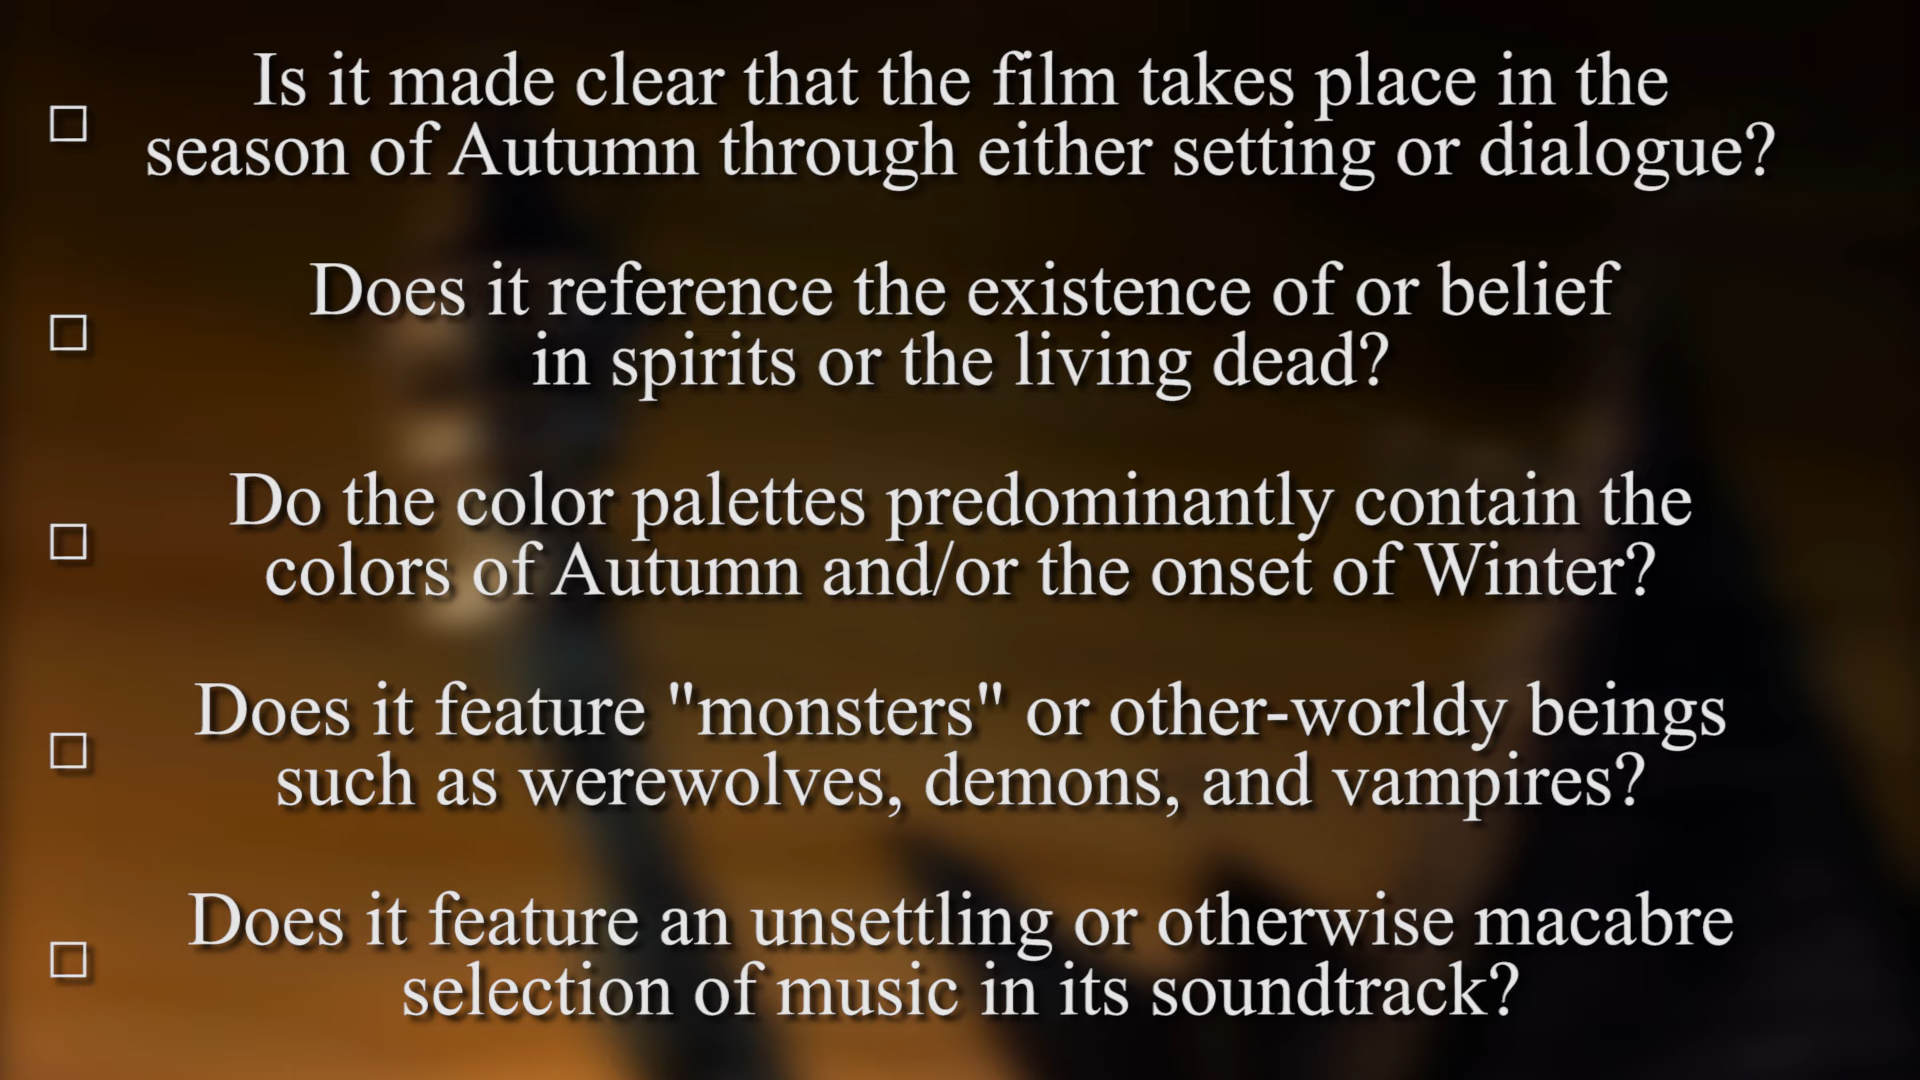 Is it made clear that the film takes place in the
season of Autumn through either setting or dialogue?
Does it reference the existence of or belief
in spirits or the living dead?
Do the color palettes predominantly contain the
colors of Autumn and/or the onset of Winter?
Does it feature "monsters" or other-worldy beings
such as werewolves, demons, and vampires?
Does it feature an unsettling or otherwise macabre
selection of music in its soundtrack?